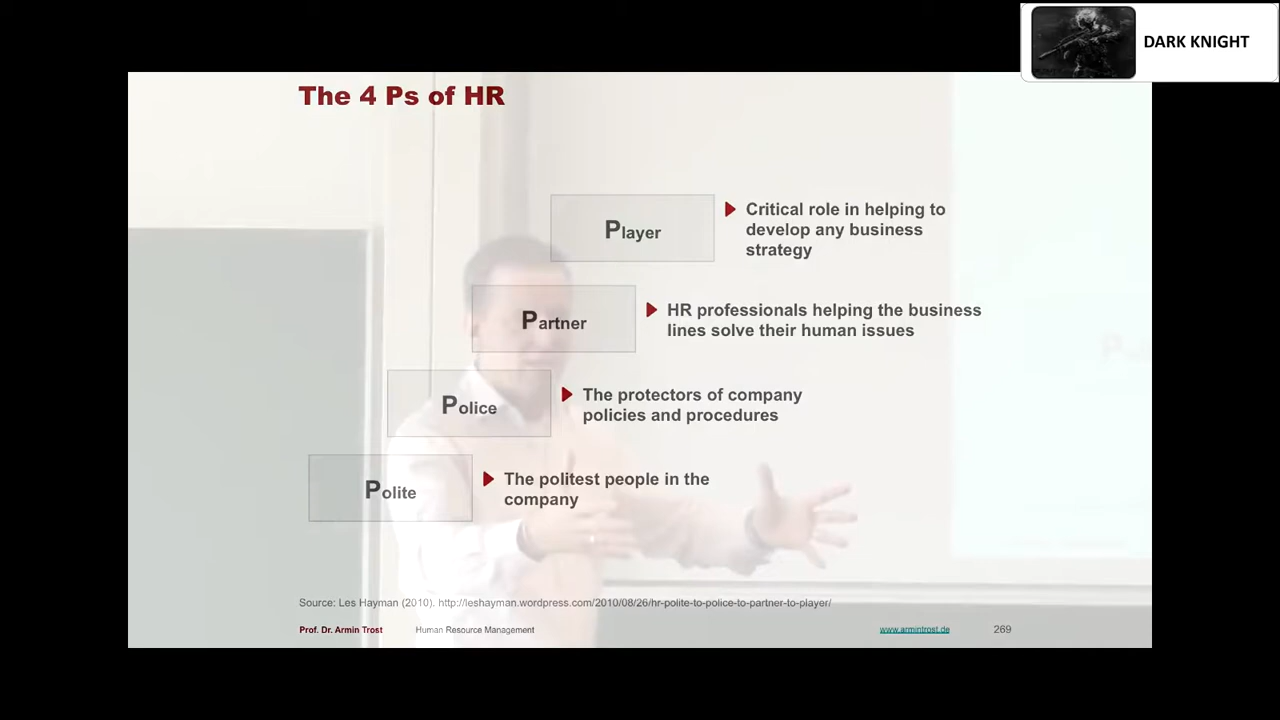 DARK KNIGHT
The 4 Ps of HR
Player
Critical role in helping to
develop any business
strategy
Partner
HR professionals helping the business
lines solve their human issues
Police
The protectors of company
policies and procedures
Polite
The politest people in the
company
Source: Les Hayman (2010). http://leshayman.wordpress.com/2010/08/26/hr-polite-to-police-to-partner-to-player/
Prof. Dr. Armin Trost Human Resource Management www.armintrost.de 269